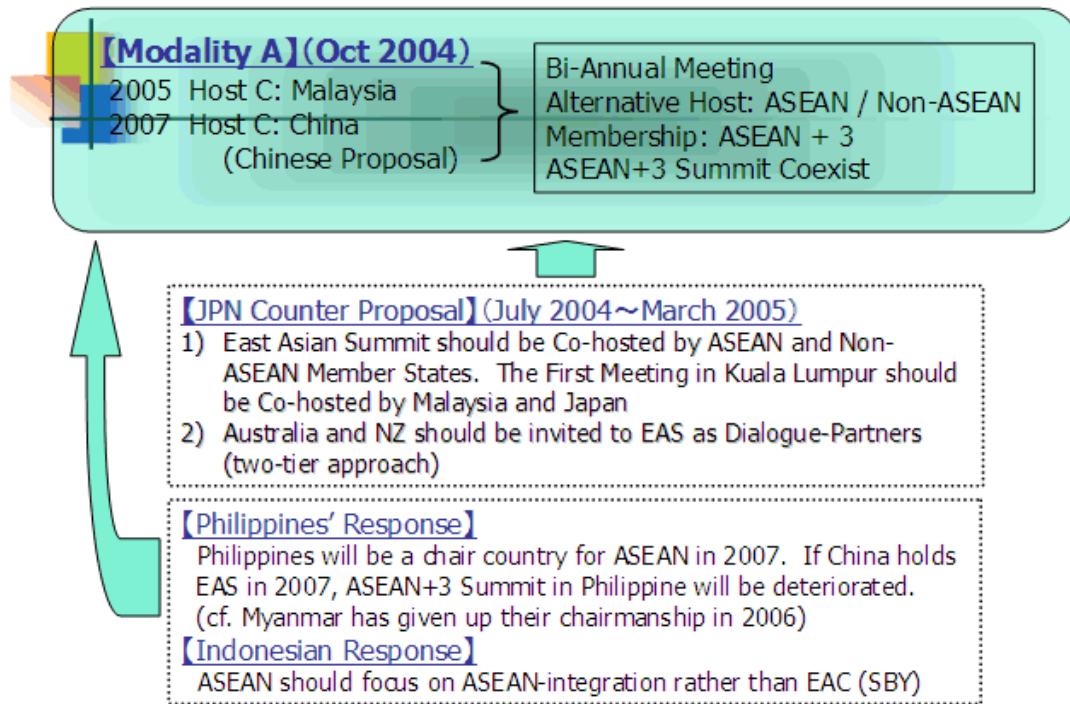 【Modality A】(Oct 2004)
2005 Host C: Malaysia
2007 Host C: China
(Chinese Proposal)
Bi-Annual Meeting
Alternative Host: ASEAN / Non-ASEAN
Membership: ASEAN + 3
ASEAN+3 Summit Coexist
【JPN Counter Proposal】(July 2004～March 2005)
1) East Asian Summit should be Co-hosted by ASEAN and Non-
ASEAN Member States. The First Meeting in Kuala Lumpur should
be Co-hosted by Malaysia and Japan
2) Australia and NZ should be invited to EAS as Dialogue-Partners
(two-tier approach)
【Philippines’ Response】
Philippines will be a chair country for ASEAN in 2007. If China holds
EAS in 2007, ASEAN+3 Summit in Philippine will be deteriorated.
(cf. Myanmar has given up their chairmanship in 2006)
【Indonesian Response】
ASEAN should focus on ASEAN-integration rather than EAC (SBY)